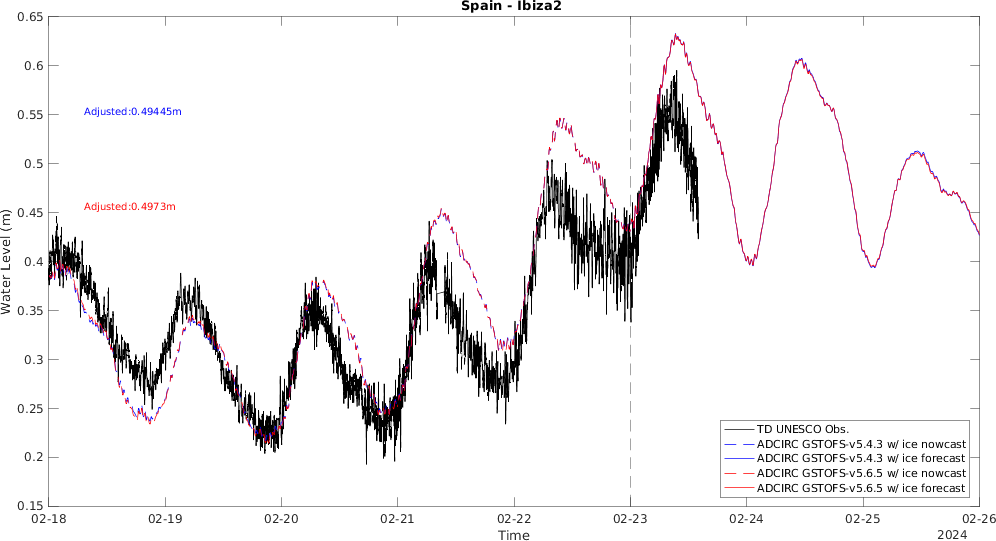 Spain - Ibiza2
0.65
0.6
0.55
0.5
0.45
0.4
0.35
0.3
0.25
0.2
0.15
Water Level (m)
Adjusted:0.49445m
Adjusted:0.4973m
TD UNESCO Obs.
ADCIRC GSTOFS-v5.4.3 w/ ice nowcast
ADCIRC GSTOFS-v5.4.3 w/ ice forecast
ADCIRC GSTOFS-v5.6.5 w/ ice nowcast
ADCIRC GSTOFS-v5.6.5 w/ ice forecast
02-18 02-19 02-20 02-21 02-22 02-23 02-24 02-25 02-26
Time
2024